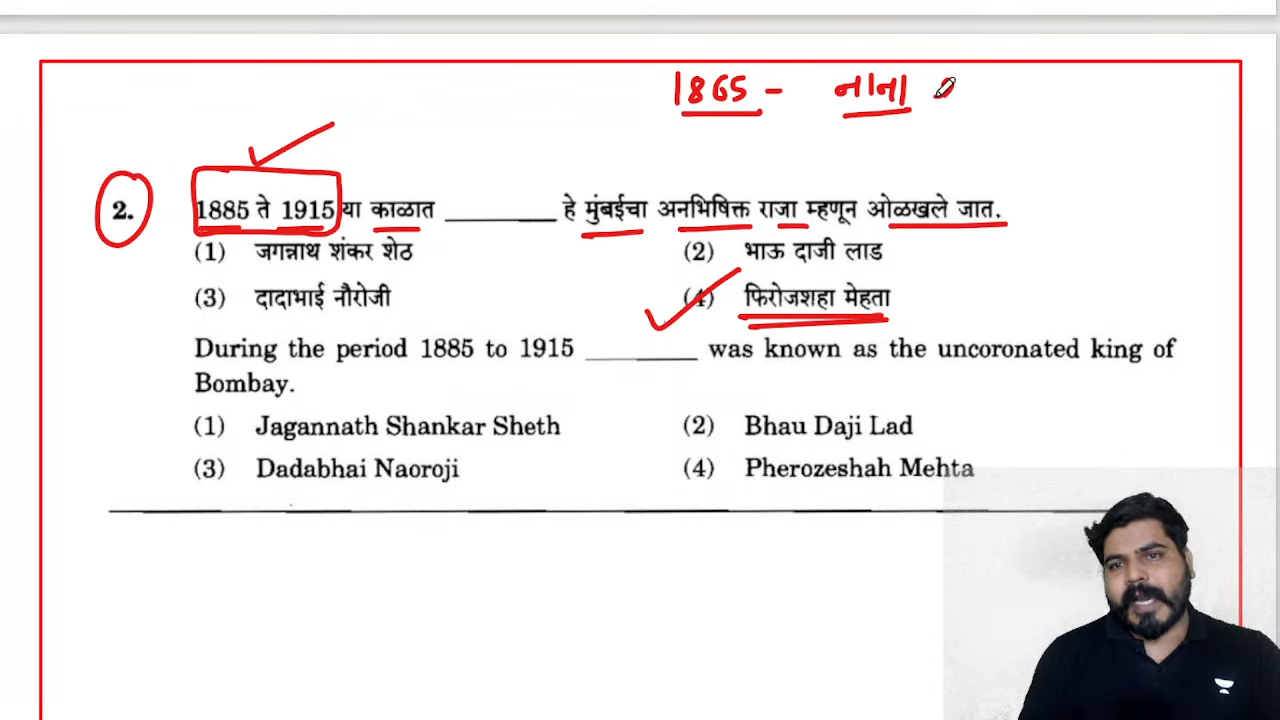 1865 - नाना
2. 1885 ते 1915 या काळात ________ हे मुंबईचा अनभिषिक्त राजा म्हणून ओळखले जात.
(1) जगन्नाथ शंकर शेठ (2) भाऊ दाजी लाड
(3) दादाभाई नौरोजी (4) फिरोजशहा मेहता
During the period 1885 to 1915 ________ was known as the uncoronated king of
Bombay.
(1) Jagannath Shankar Sheth (2) Bhau Daji Lad
(3) Dadabhai Naoroji (4) Pherozeshah Mehta